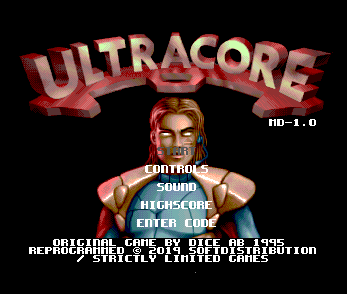 ULTRACORE
MD-1.0
START
CONTROLS
SOUND
HIGHSCORE
ENTER CODE
ORIGINAL GAME BY DICE AB 1995
REPROGRAMMED © 2019 SOFTDISTRIBUTION
/ STRICTLY LIMITED GAMES